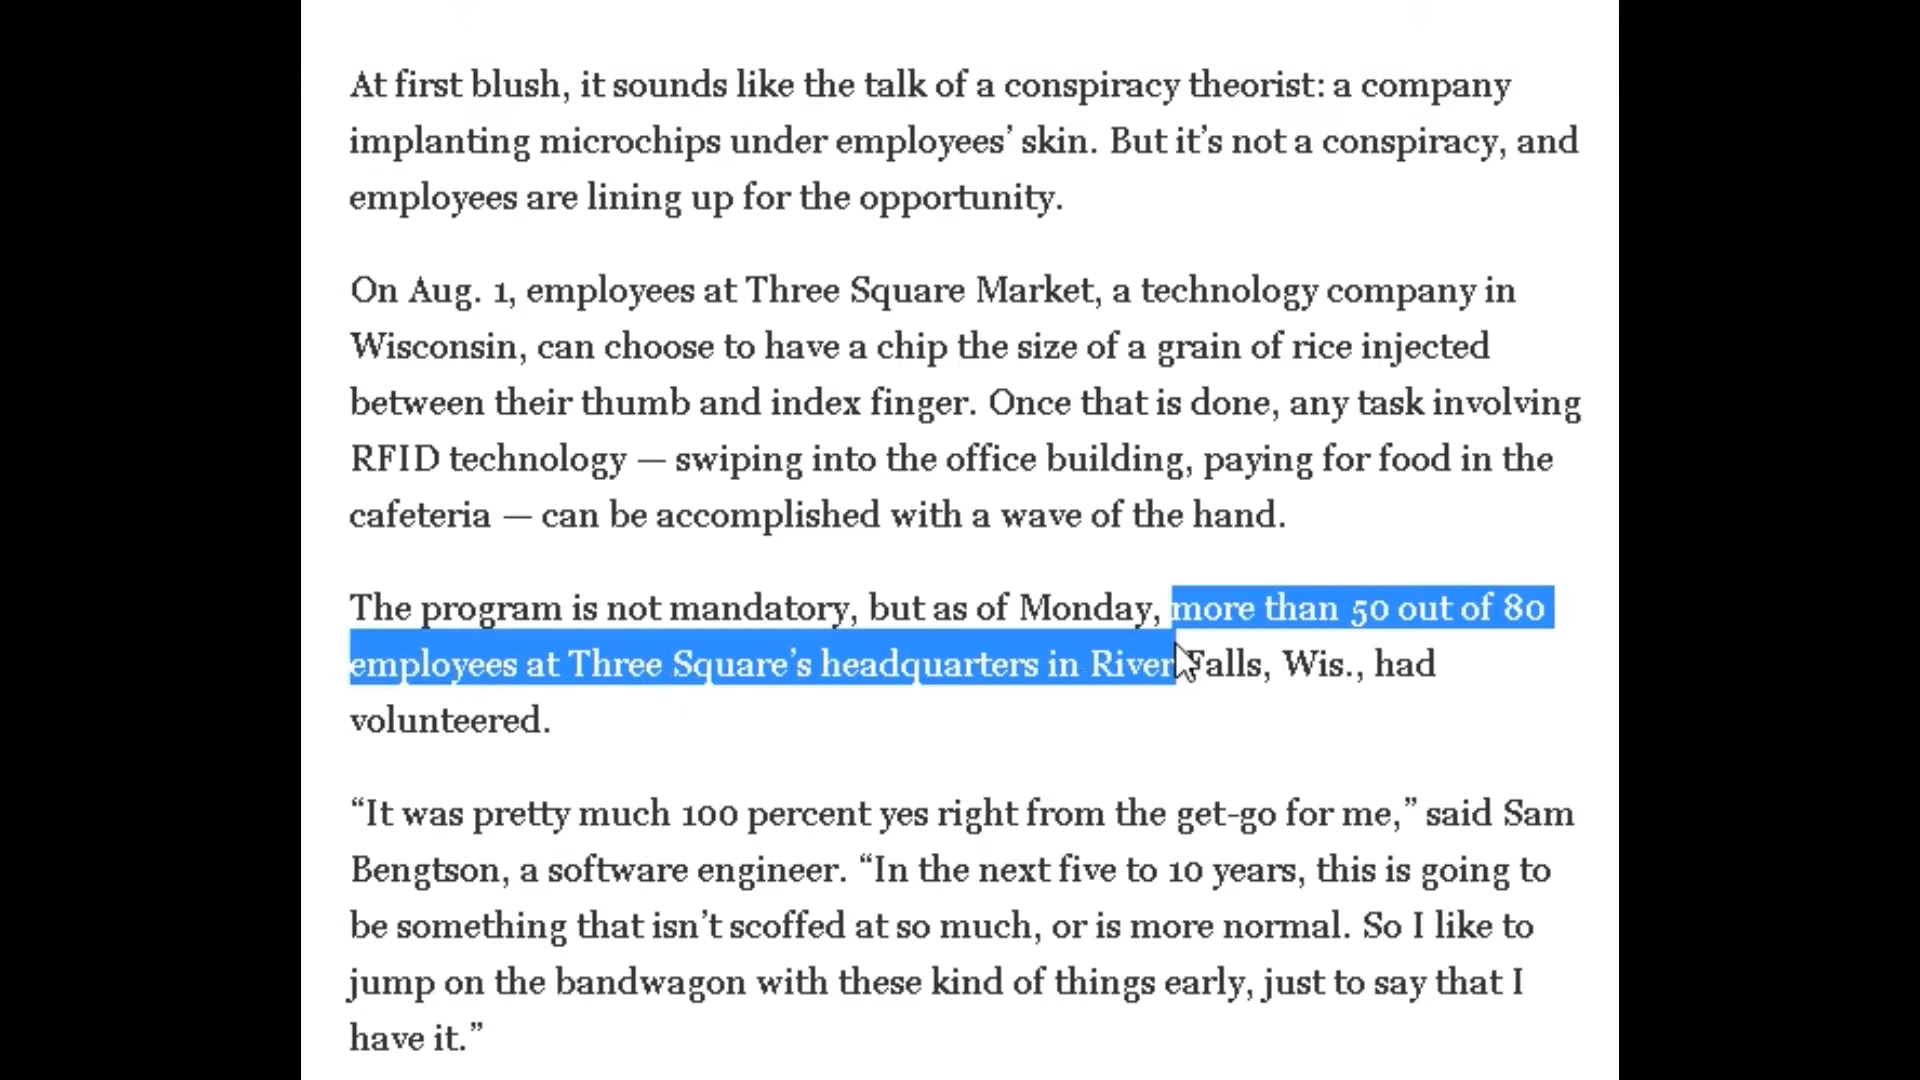 At first blush, it sounds like the talk of a conspiracy theorist: a company
implanting microchips under employees’ skin. But it’s not a conspiracy, and
employees are lining up for the opportunity.
On Aug. 1, employees at Three Square Market, a technology company in
Wisconsin, can choose to have a chip the size of a grain of rice injected
between their thumb and index finger. Once that is done, any task involving
RFID technology — swiping into the office building, paying for food in the
cafeteria — can be accomplished with a wave of the hand.
The program is not mandatory, but as of Monday, more than 50 out of 80
employees at Three Square’s headquarters in River Falls, Wis., had
volunteered.
“It was pretty much 100 percent yes right from the get-go for me,” said Sam
Bengtson, a software engineer. “In the next five to 10 years, this is going to
be something that isn’t scoffed at so much, or is more normal. So I like to
jump on the bandwagon with these kind of things early, just to say that I
have it.”